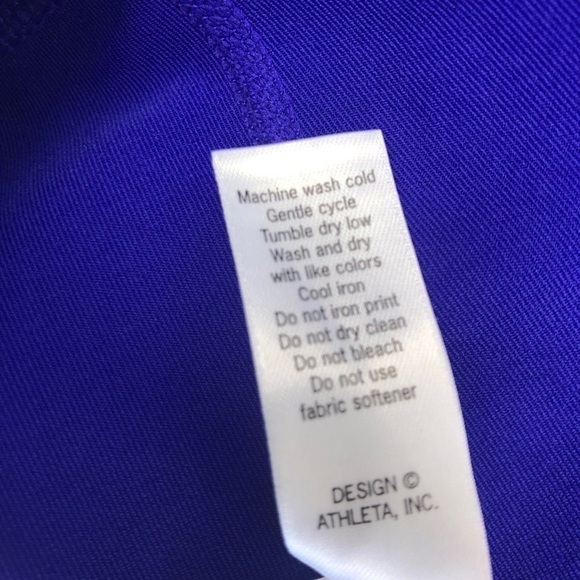 Machine wash cold
Gentle cycle
Tumble dry low
Wash and dry
with like colors
Cool iron
Do not iron print
Do not dry clean
Do not bleach
Do not use
fabric softener
DESIGN ©
ATHLETA, INC.